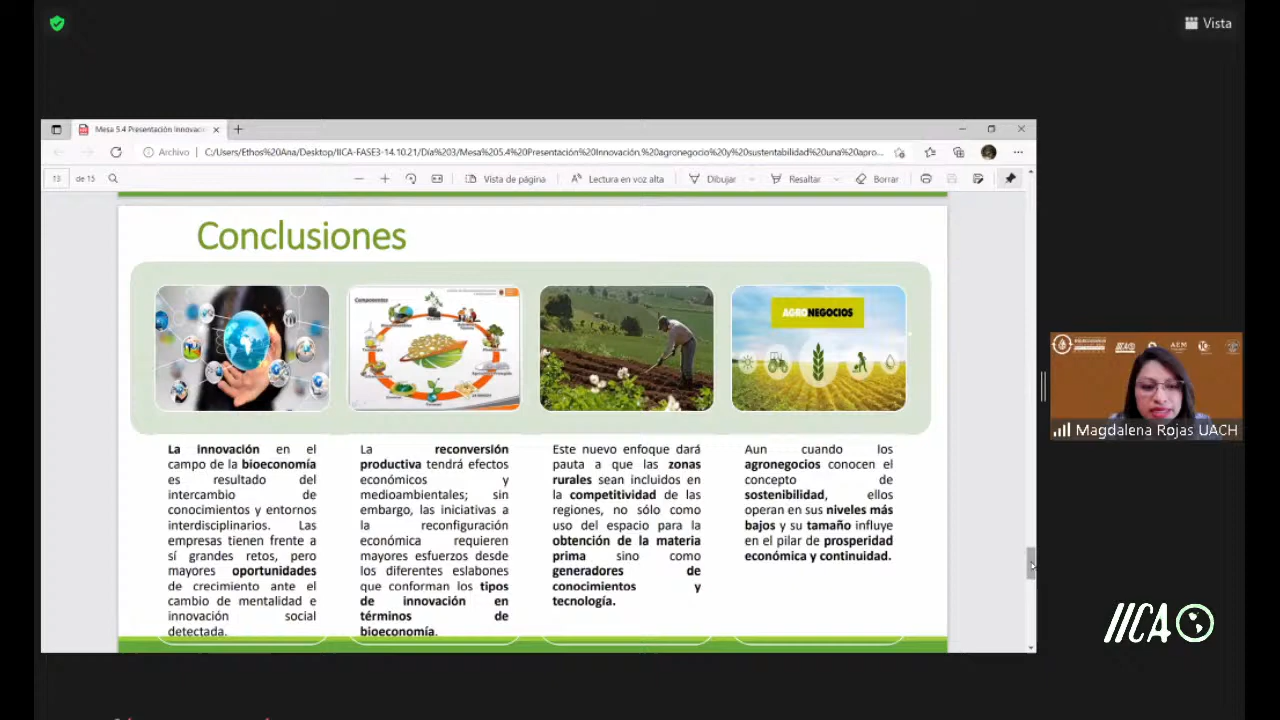 Vista
Mesa 5.4 Presentación Innovaci
Archivo
C:/Users/Ethos%20Ana/Desktop/IICA-FASE3-14.10.21/Día%203/Mesa%205.4%20Presentación%20Innovación,%20agronegocio%20y%20sustentabilidad%20una%20apro...
13 de 15
Vista de página
Lectura en voz alta
Dibujar
Resaltar
Borrar
Conclusiones
Componentes
AGRONEGOCIOS
La innovación en el
campo de la bioeconomía
es resultado del
intercambio de
conocimientos y entornos
interdisciplinarios. Las
empresas tienen frente a
sí grandes retos, pero
mayores oportunidades
de crecimiento ante el
cambio de mentalidad e
innovación social
detectada.
La reconversión
productiva tendrá efectos
económicos y
medioambientales; sin
embargo, las iniciativas a
la reconfiguración
económica requieren
mayores esfuerzos desde
los diferentes eslabones
que conforman los tipos
de innovación en
términos de
bioeconomía.
Este nuevo enfoque dará
pauta a que las zonas
rurales sean incluidos en
la competitividad de las
regiones, no sólo como
uso del espacio para la
obtención de la materia
prima sino como
generadores de
conocimientos y
tecnología.
Aun cuando los
agronegocios conocen el
concepto de
sostenibilidad, ellos
operan en sus niveles más
bajos y su tamaño influye
en el pilar de prosperidad
económica y continuidad.
Magdalena Rojas UACH
IICA